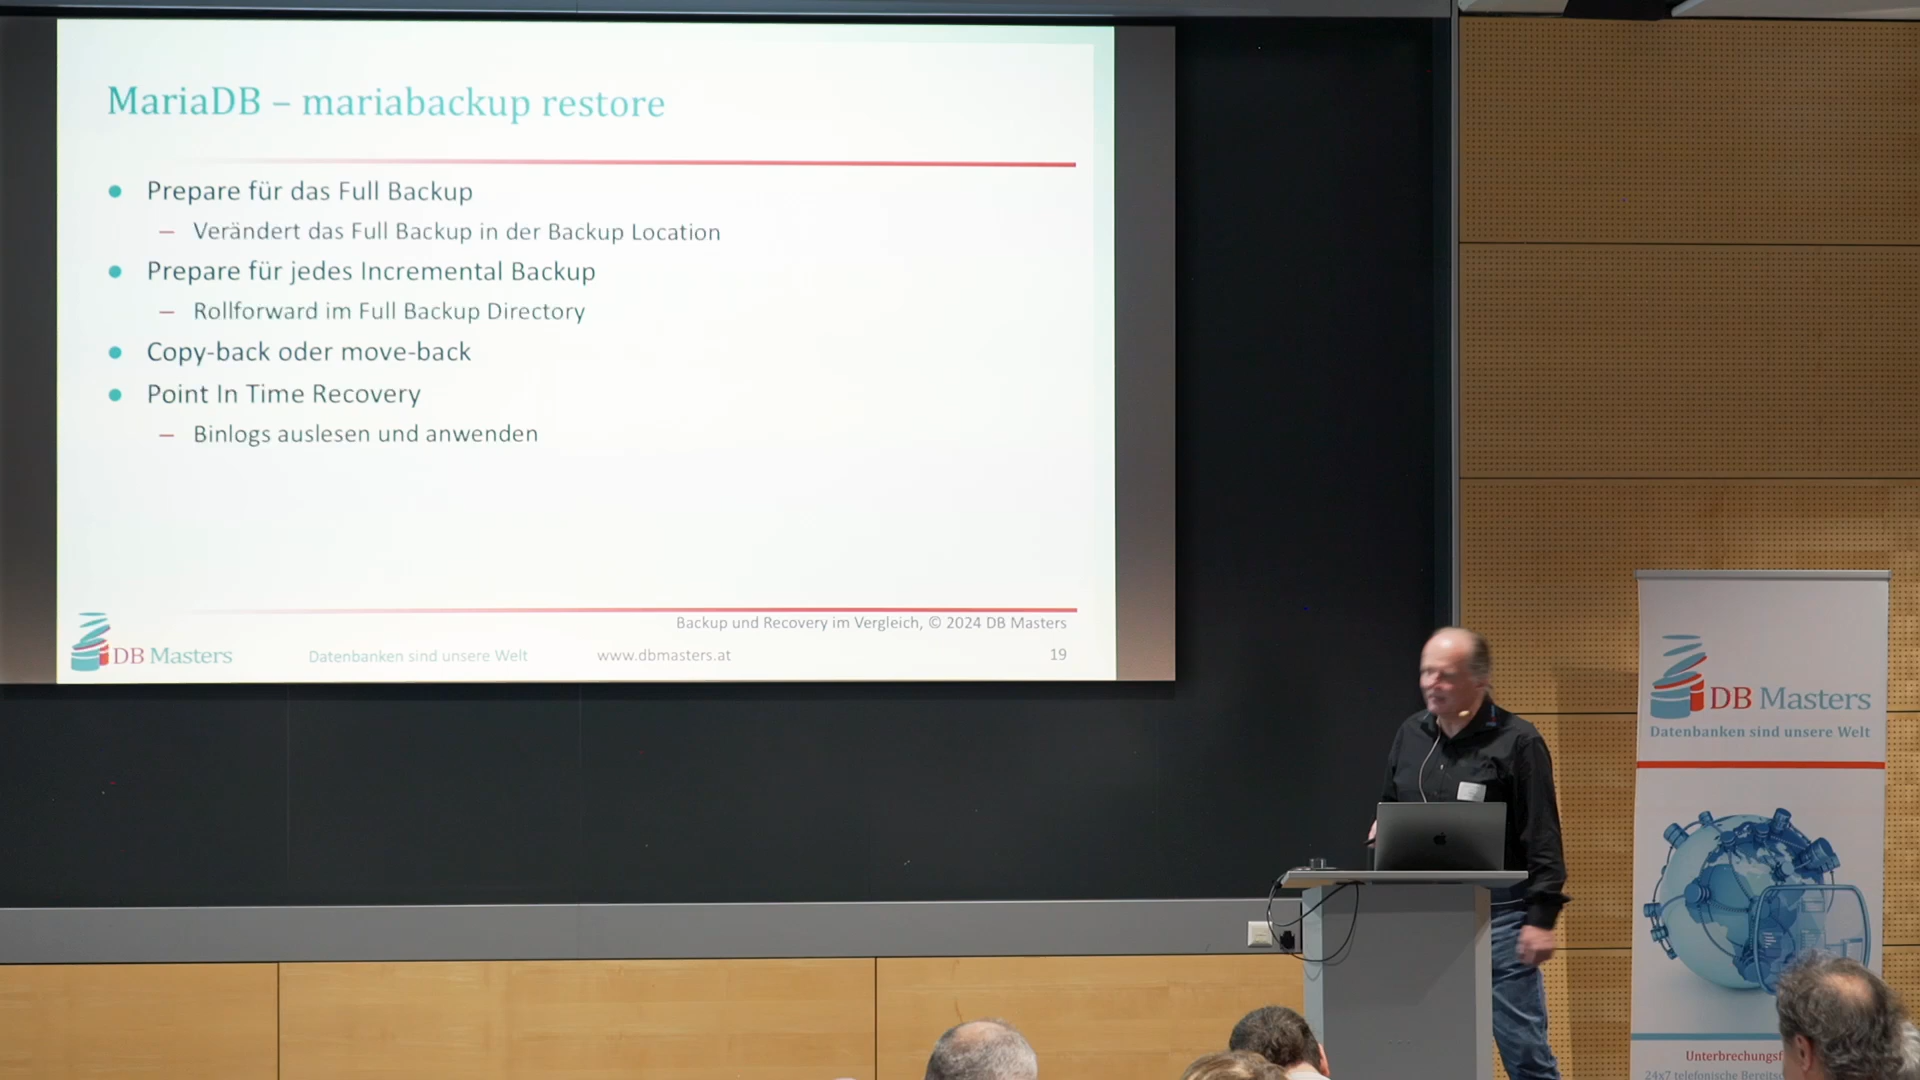 MariaDB – mariabackup restore
● Prepare für das Full Backup
– Verändert das Full Backup in der Backup Location
● Prepare für jedes Incremental Backup
– Rollforward im Full Backup Directory
● Copy-back oder move-back
● Point In Time Recovery
– Binlogs auslesen und anwenden
Backup und Recovery im Vergleich, © 2024 DB Masters
DB Masters Datenbanken sind unsere Welt www.dbmasters.at 19
DB Masters
Datenbanken sind unsere Welt
24x7 telefonische